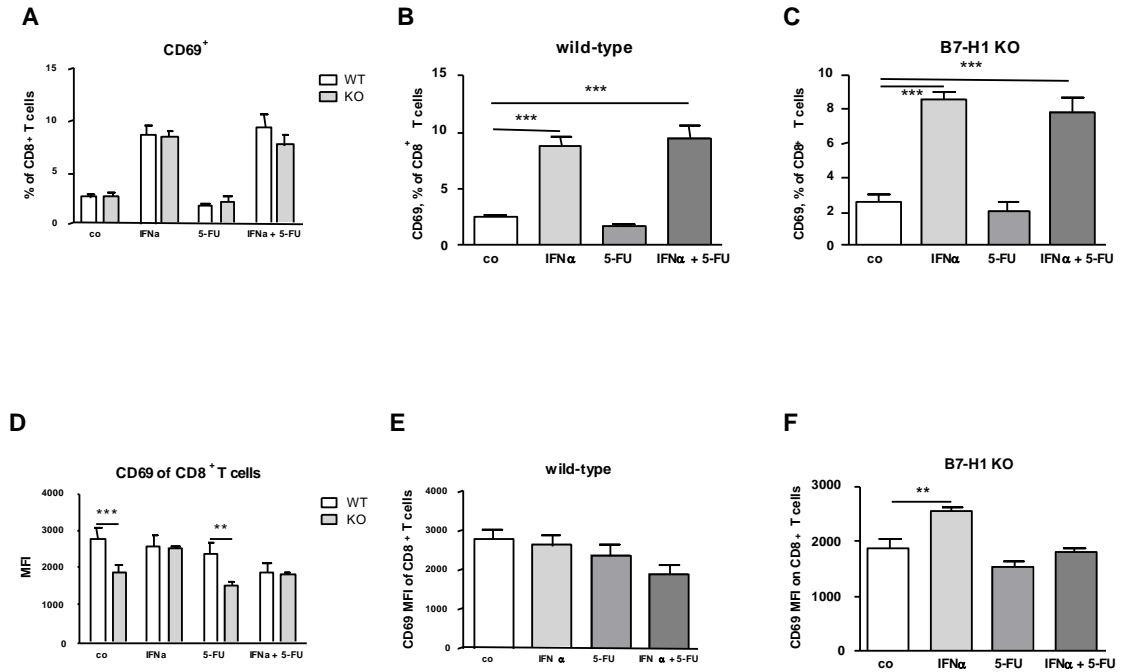 A
CD69+
% of CD8+ T cells
15
10
5
0
co IFNa 5-FU IFNa + 5-FU
WT
KO
B
wild-type
CD69, % of CD8+ T cells
15
10
5
0
***
***
co IFNα 5-FU IFNα + 5-FU
C
B7-H1 KO
CD69, % of CD8+ T cells
10
8
6
4
2
0
***
***
co IFNα 5-FU IFNα + 5-FU
D
CD69 of CD8+ T cells
MFI
4000
3000
2000
1000
0
***
**
co IFNa 5-FU IFNa + 5-FU
WT
KO
E
wild-type
CD69 MFI of CD8+ T cells
4000
3000
2000
1000
0
co IFN α 5-FU IFN α + 5-FU
F
B7-H1 KO
CD69 MFI on CD8+ T cells
3000
2000
1000
0
**
co IFNα 5-FU IFNα + 5-FU